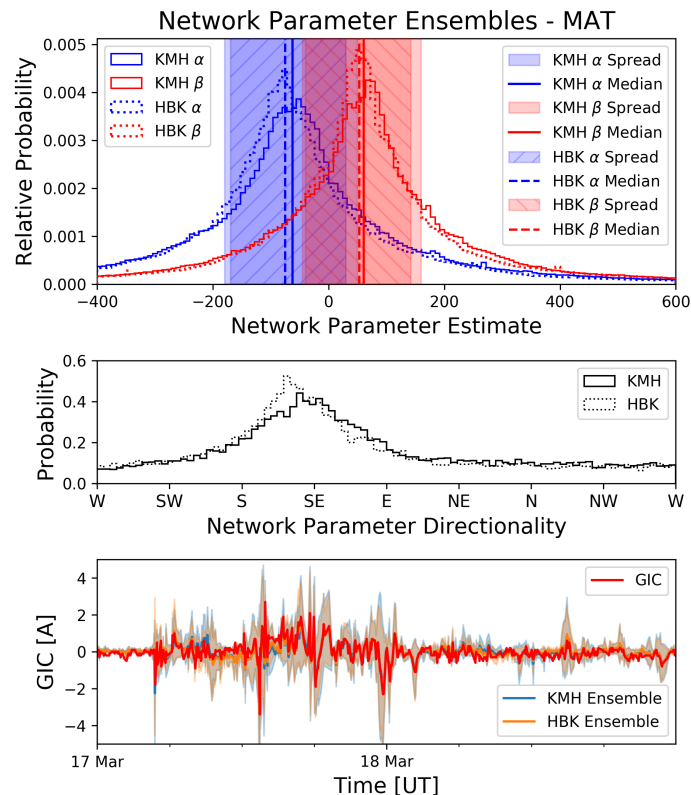 Network Parameter Ensembles - MAT
Relative Probability
0.005
0.004
0.003
0.002
0.001
0.000
KMH α
KMH β
HBK α
HBK β
KMH α Spread
KMH α Median
KMH β Spread
KMH β Median
HBK α Spread
HBK α Median
HBK β Spread
HBK β Median
−400 −200 0 200 400 600
Network Parameter Estimate
Probability
0.6
0.4
0.2
0.0
KMH
HBK
W SW S SE E NE N NW W
Network Parameter Directionality
GIC [A]
4
2
0
−2
−4
GIC
KMH Ensemble
HBK Ensemble
17 Mar 18 Mar
Time [UT]